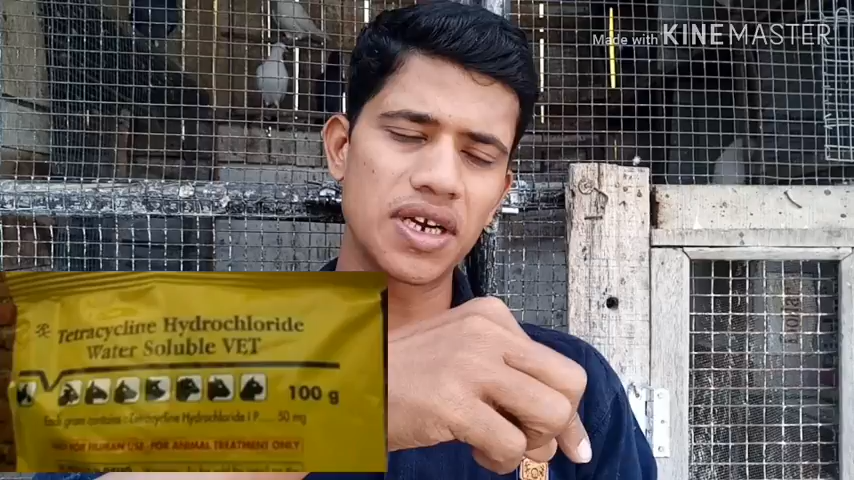 Made with KINEMASTER
Tetracycline Hydrochloride
Water Soluble VET
100 g
Each gram contains : Tetracycline Hydrochloride I.P..... 50 mg
NOT FOR HUMAN USE - FOR ANIMAL TREATMENT ONLY